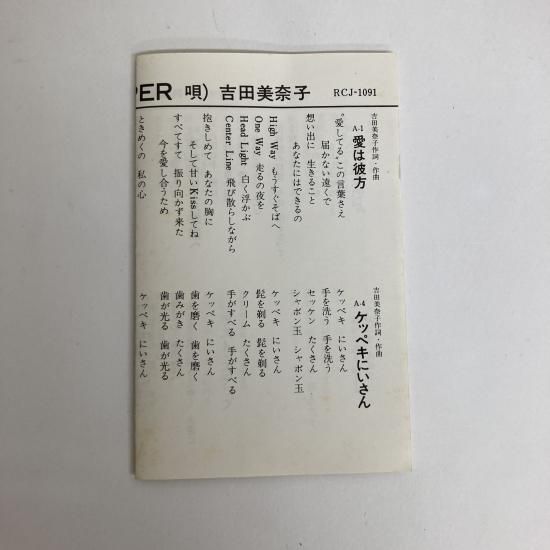 PER 唄) 吉田美奈子 RCJ-1091
吉田美奈子作詞・作曲
A-1 愛は彼方
“愛してる”この言葉さえ
届かない遠くで
想い出に 生きること
あなたにはできるの
High Way もうすぐそばへ
One Way 走るの夜を
Head Light 白く浮かぶ
Center Line 飛び散らしながら
抱きしめて あなたの胸に
そして甘いKissしてね
すべてすて 振り向かず来た
今を愛し合うため
ときめくの 私の心
吉田美奈子作詞・作曲
A-4 ケッペキにいさん
ケッペキ にいさん
手を洗う 手を洗う
セッケン たくさん
シャボン玉 シャボン玉
ケッペキ にいさん
髭を剃る 髭を剃る
クリーム たくさん
手がすべる 手がすべる
ケッペキ にいさん
歯を磨く 歯を磨く
歯みがき たくさん
歯が光る 歯が光る
ケッペキ にいさん